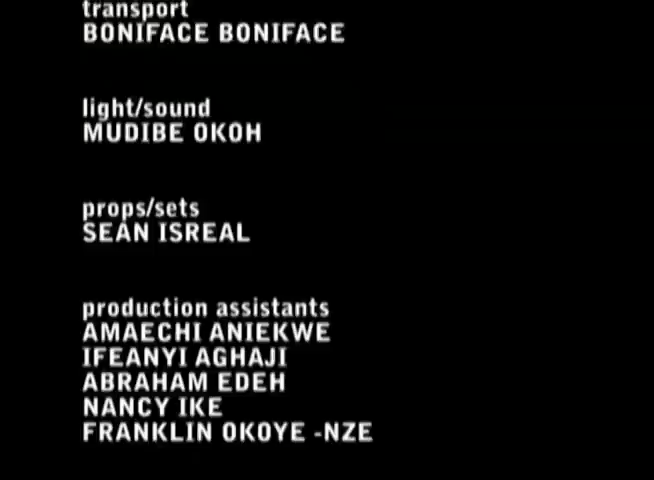 transport
BONIFACE BONIFACE
light/sound
MUDIBE OKOH
props/sets
SEAN ISREAL
production assistants
AMAECHI ANIEKWE
IFEANYI AGHAJI
ABRAHAM EDEH
NANCY IKE
FRANKLIN OKOYE -NZE